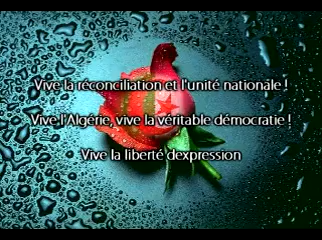 Vive la réconciliation et l'unité nationale !
Vive l'Algérie, vive la véritable démocratie !
Vive la liberté dexpression